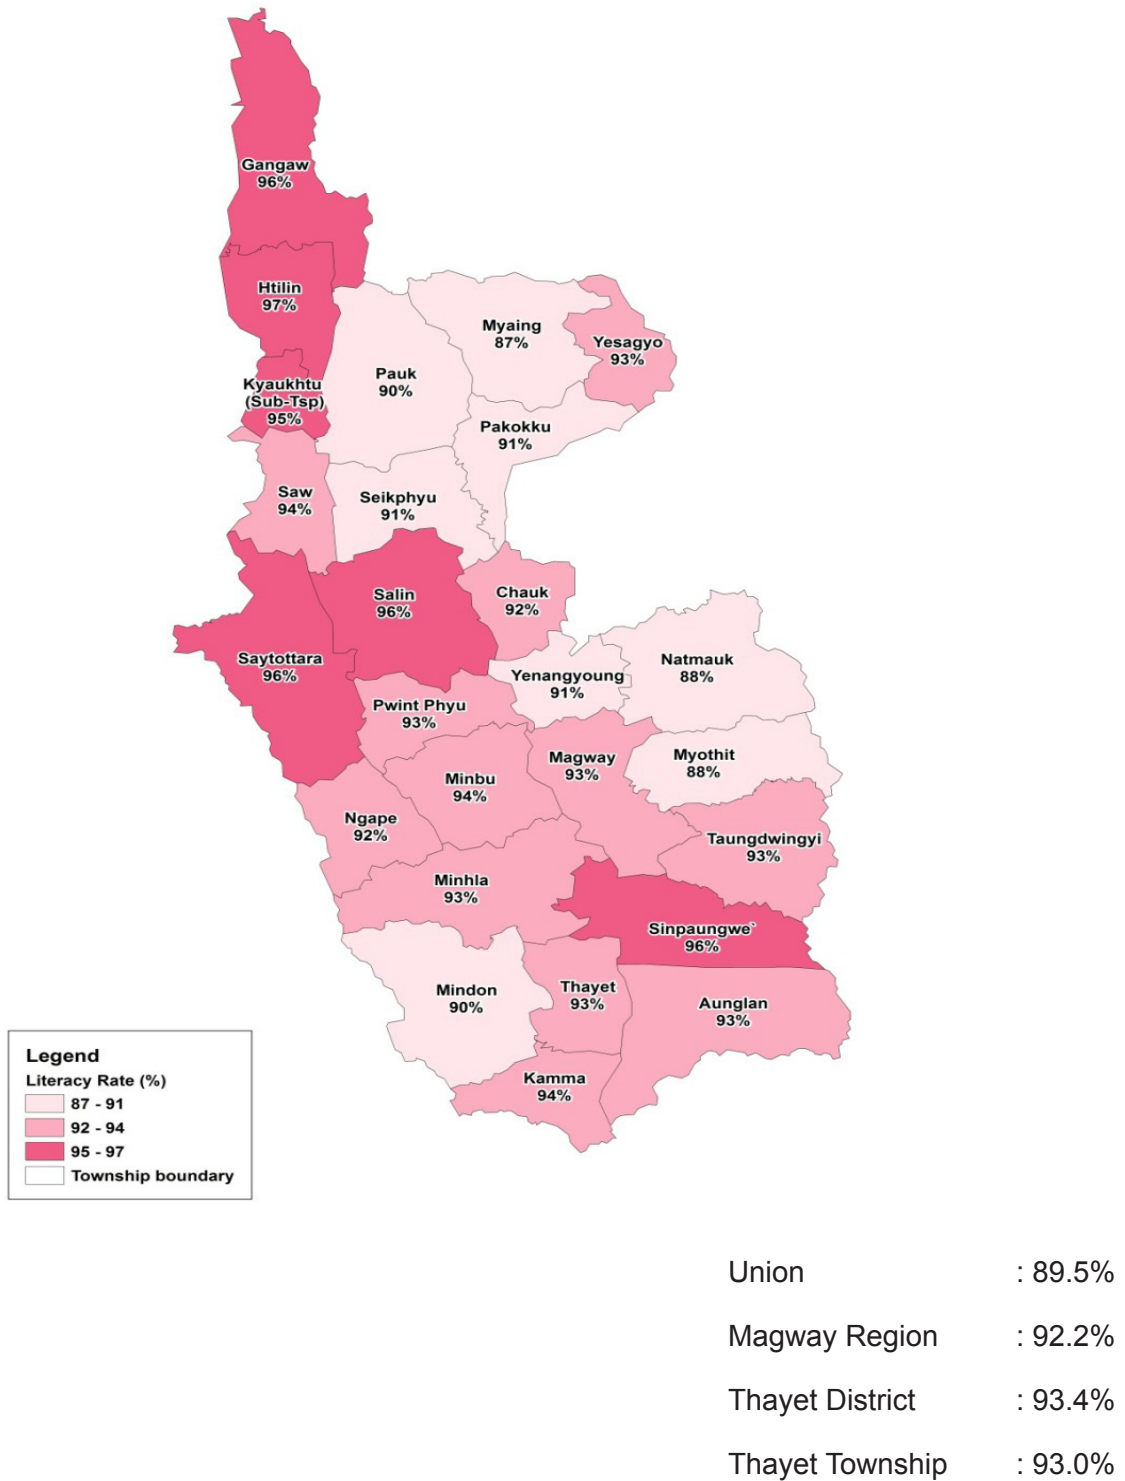 Gangaw
96%
Htilin
97%
Myaing
87%
Yesagyo
93%
Pauk
90%
Kyaukhtu
(Sub-Tsp)
95%
Pakokku
91%
Saw
94%
Seikphyu
91%
Salin
96%
Chauk
92%
Saytottara
96%
Natmauk
88%
Yenangyoung
91%
Pwint Phyu
93%
Magway
93%
Myothit
88%
Minbu
94%
Ngape
92%
Taungdwingyi
93%
Minhla
93%
Sinpaungwe`
96%
Mindon
90%
Thayet
93%
Aunglan
93%
Kamma
94%
Legend
Literacy Rate (%)
87 - 91
92 - 94
95 - 97
Township boundary
Union : 89.5%
Magway Region : 92.2%
Thayet District : 93.4%
Thayet Township : 93.0%